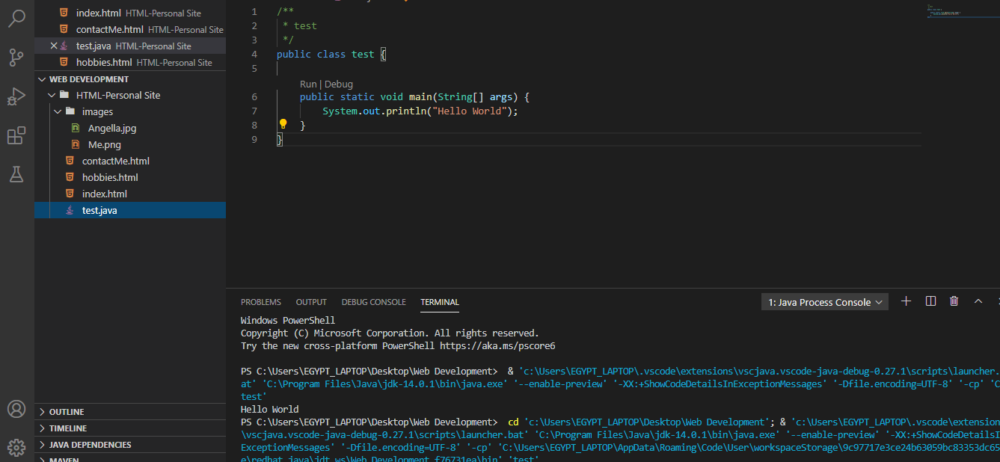 index.html HTML-Personal Site
contactMe.html HTML-Personal Site
test.java HTML-Personal Site
hobbies.html HTML-Personal Site
WEB DEVELOPMENT
HTML-Personal Site
images
Angella.jpg
Me.png
contactMe.html
hobbies.html
index.html
test.java
OUTLINE
TIMELINE
JAVA DEPENDENCIES
MAVEN
1 /**
2 * test
3 */
4 public class test {
5
Run | Debug
6 public static void main(String[] args) {
7 System.out.println("Hello World");
8 }
9 }
PROBLEMS OUTPUT DEBUG CONSOLE TERMINAL
1: Java Process Console
Windows PowerShell
Copyright (C) Microsoft Corporation. All rights reserved.
Try the new cross-platform PowerShell https://aka.ms/pscore6
PS C:\Users\EGYPT_LAPTOP\Desktop\Web Development> & 'c:\Users\EGYPT_LAPTOP\.vscode\extensions\vscjava.vscode-java-debug-0.27.1\scripts\launcher.
at' 'C:\Program Files\Java\jdk-14.0.1\bin\java.exe' '--enable-preview' '-XX:+ShowCodeDetailsInExceptionMessages' '-Dfile.encoding=UTF-8' '-cp' 'C
test'
Hello World
PS C:\Users\EGYPT_LAPTOP\Desktop\Web Development> cd 'c:\Users\EGYPT_LAPTOP\Desktop\Web Development'; & 'c:\Users\EGYPT_LAPTOP\.vscode\extension
\vscjava.vscode-java-debug-0.27.1\scripts\launcher.bat' 'C:\Program Files\Java\jdk-14.0.1\bin\java.exe' '--enable-preview' '-XX:+ShowCodeDetailsI
ExceptionMessages' '-Dfile.encoding=UTF-8' '-cp' 'C:\Users\EGYPT_LAPTOP\AppData\Roaming\Code\User\workspaceStorage\9c97717e3ce24b63059bc83353dc65
e\redhat.java\jdt_ws\Web Development_f76731ea\bin' 'test'